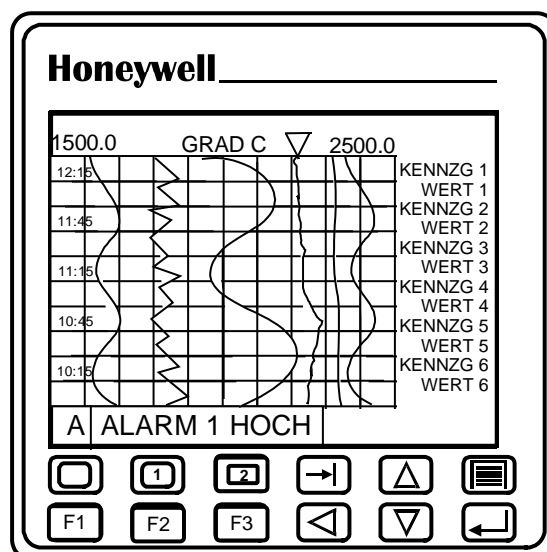 Honeywell
1500.0 GRAD C 2500.0
12:15
11:45
11:15
10:45
10:15
KENNZG 1
WERT 1
KENNZG 2
WERT 2
KENNZG 3
WERT 3
KENNZG 4
WERT 4
KENNZG 5
WERT 5
KENNZG 6
WERT 6
A ALARM 1 HOCH
1 2
F1 F2 F3